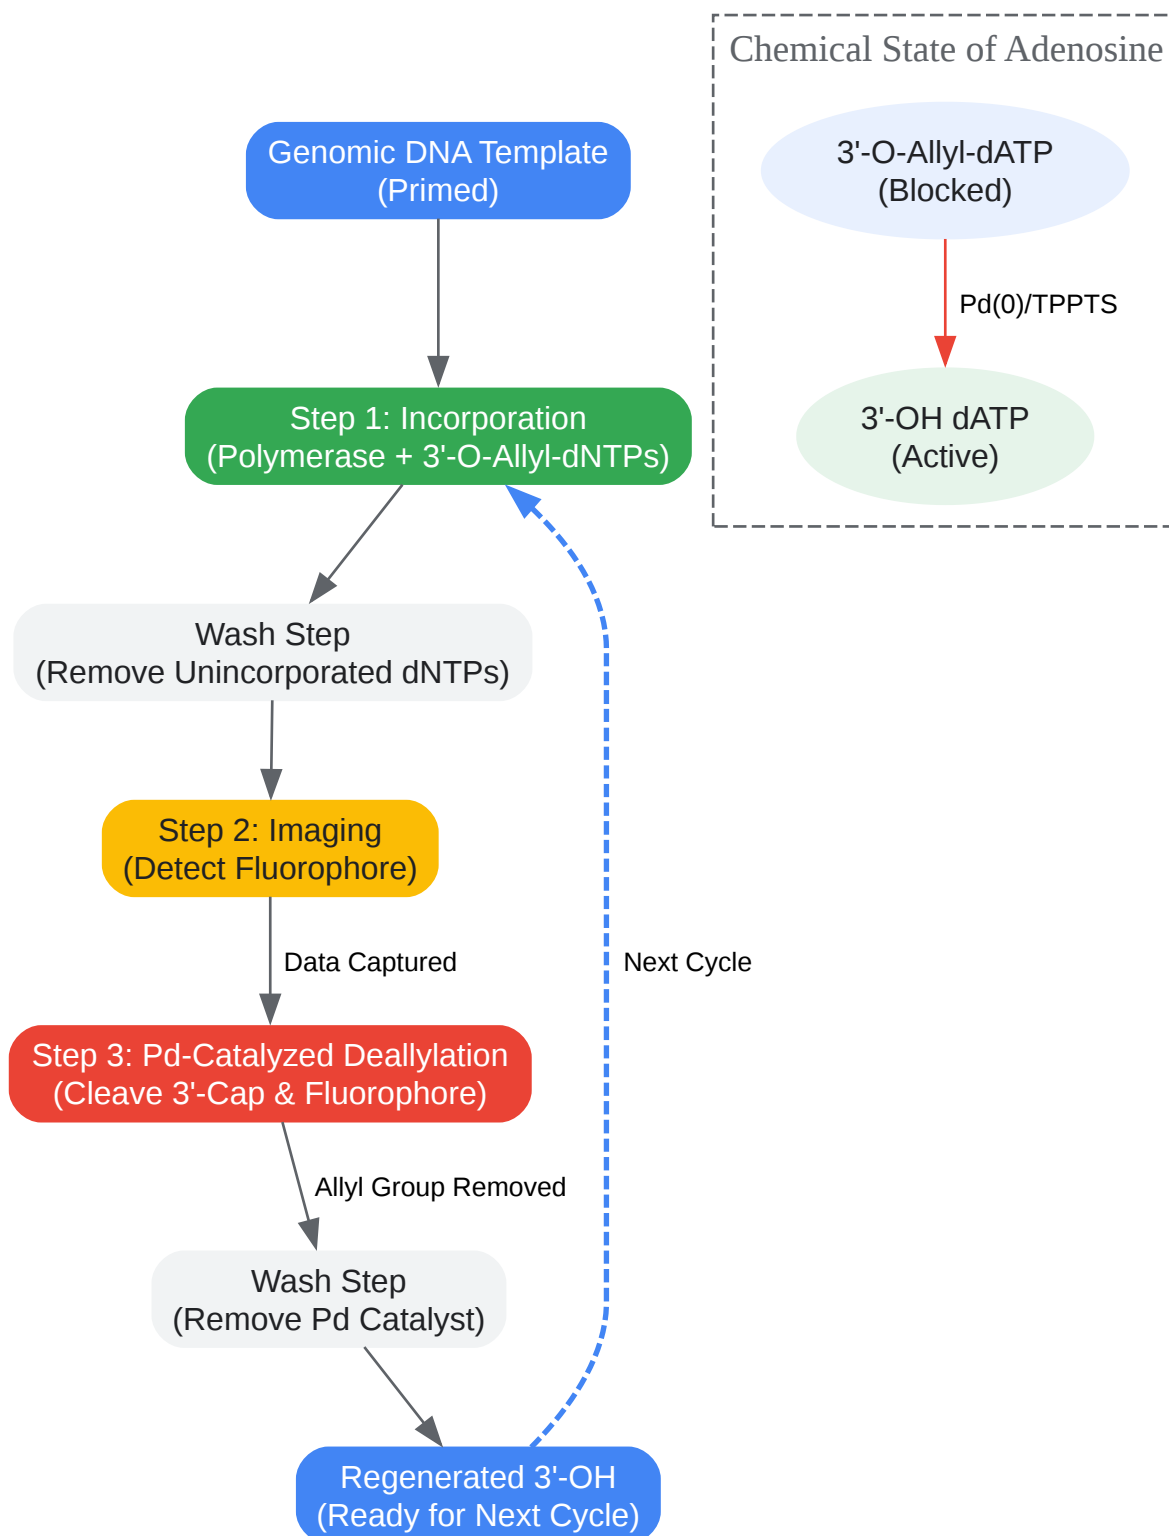 Chemical State of Adenosine
3'-O-Allyl-dATP
(Blocked)
Pd(0)/TPPTS
3'-OH dATP
(Active)
Genomic DNA Template
(Primed)
Step 1: Incorporation
(Polymerase + 3'-O-Allyl-dNTPs)
Wash Step
(Remove Unincorporated dNTPs)
Step 2: Imaging
(Detect Fluorophore)
Data Captured
Next Cycle
Step 3: Pd-Catalyzed Deallylation
(Cleave 3'-Cap & Fluorophore)
Allyl Group Removed
Wash Step
(Remove Pd Catalyst)
Regenerated 3'-OH
(Ready for Next Cycle)